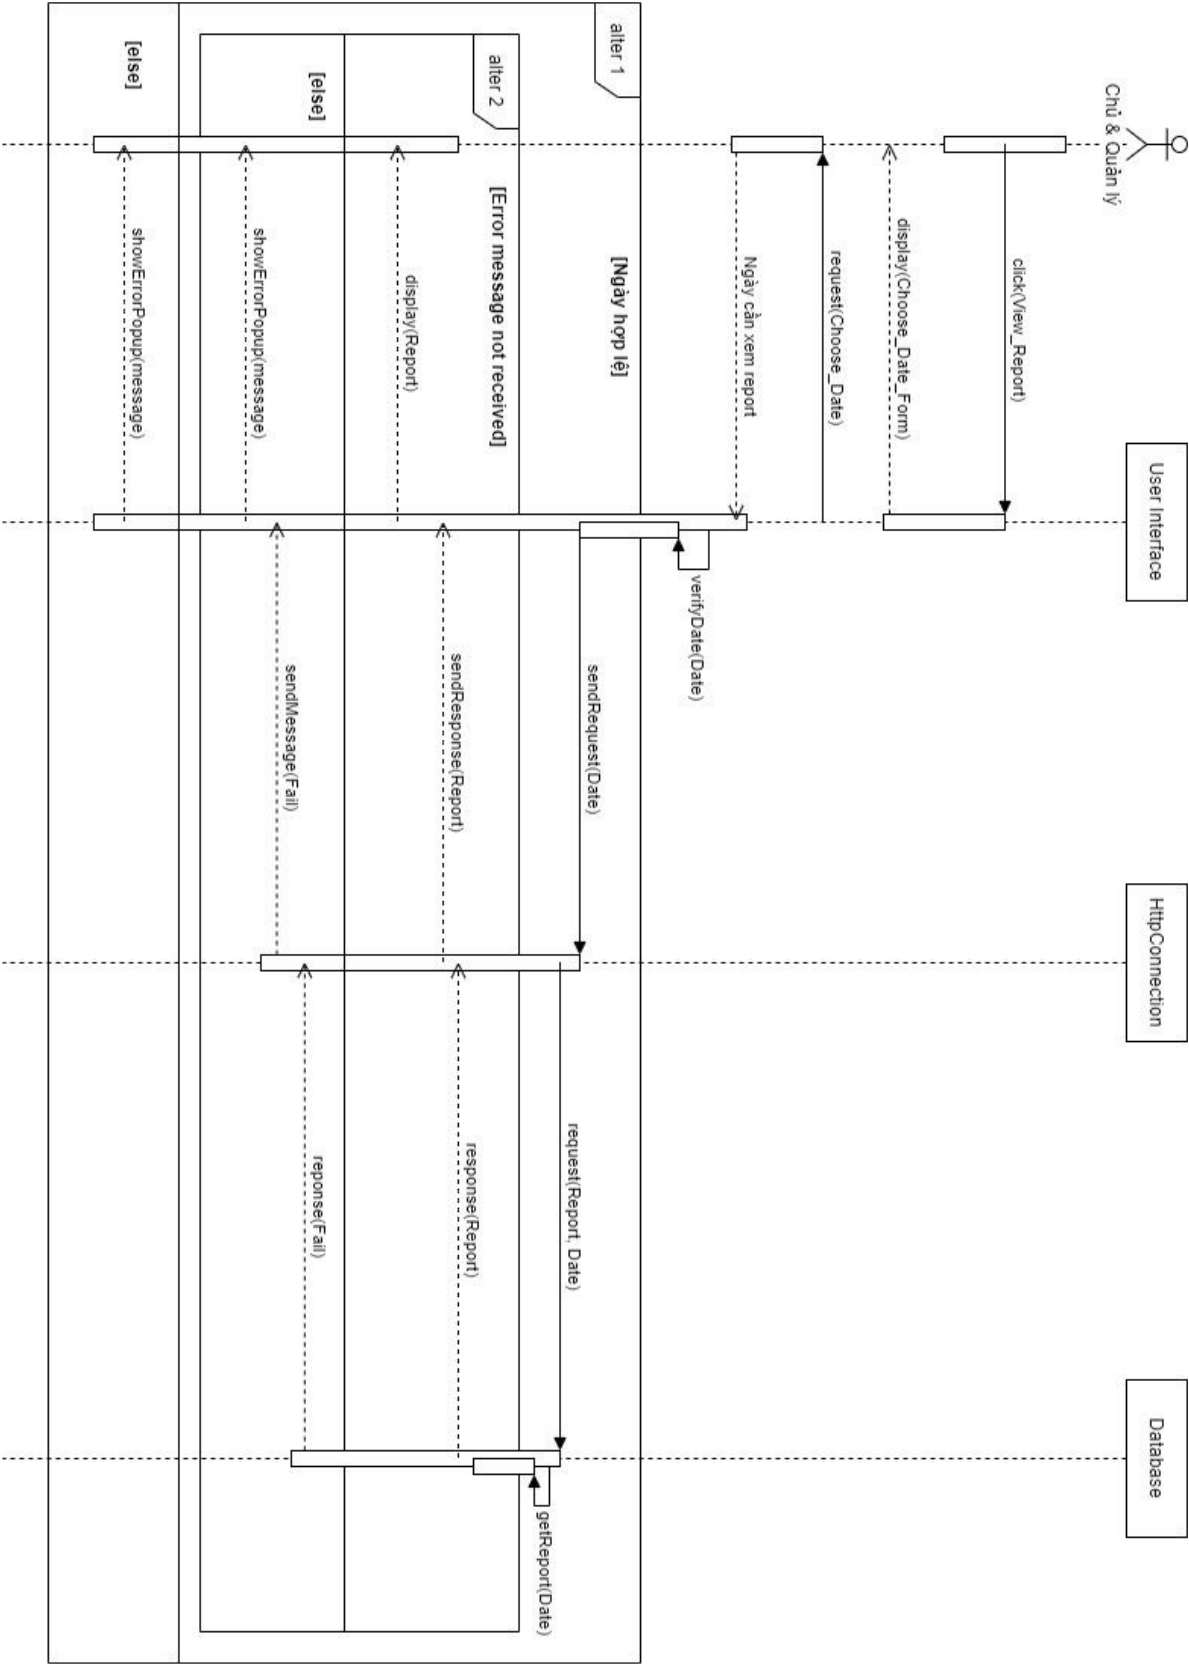 Chủ & Quản lý
User Interface
HttpConnection
Database
click(View_Report)
display(Choose_Date_Form)
request(Choose_Date)
Ngày cần xem report
verifyDate(Date)
alter 1
[Ngày hợp lệ]
sendRequest(Date)
request(Report, Date)
getReport(Date)
alter 2
[Error message not received]
response(Report)
sendResponse(Report)
display(Report)
[else]
reponse(Fail)
sendMessage(Fail)
showErrorPopup(message)
[else]
showErrorPopup(message)